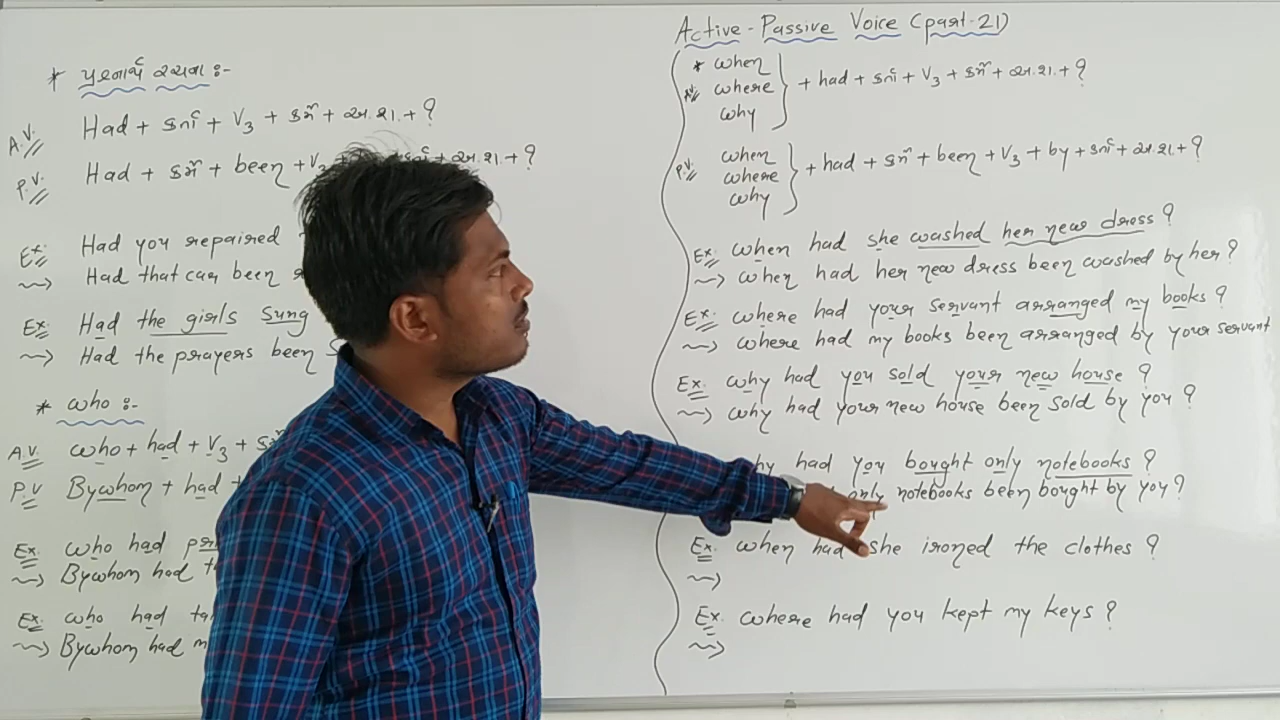 Active - Passive Voice (part-21)
* પ્રશ્નાર્થ રચના :-
A.V. Had + કર્તા + V3 + કર્મ + અ.શ. + ?
P.V. Had + કર્મ + been + V3 + કર્તા + અ.શ. + ?
Ex: Had you repaired
~> Had that car been
Ex: Had the girls sung
~> Had the prayers been
* who :-
A.V. who + had + V3 +
P.V By whom + had +
Ex. who had
~> Bywhom had
Ex: who had
~> Bywhom had
* when
A.V. where
why
} + had + કર્તા + V3 + કર્મ + અ.શ. + ?
when
P.V. where
why
} + had + કર્મ + been + V3 + by + કર્તા + અ.શ. + ?
Ex: when had she washed her new dress ?
~> when had her new dress been washed by her ?
Ex: where had your servant arranged my books ?
~> where had my books been arranged by your servant
Ex: why had you sold your new house ?
~> why had your new house been sold by you ?
had you bought only notebooks ?
only notebooks been bought by you ?
Ex. when had she ironed the clothes ?
~>
Ex. where had you kept my keys ?
~>